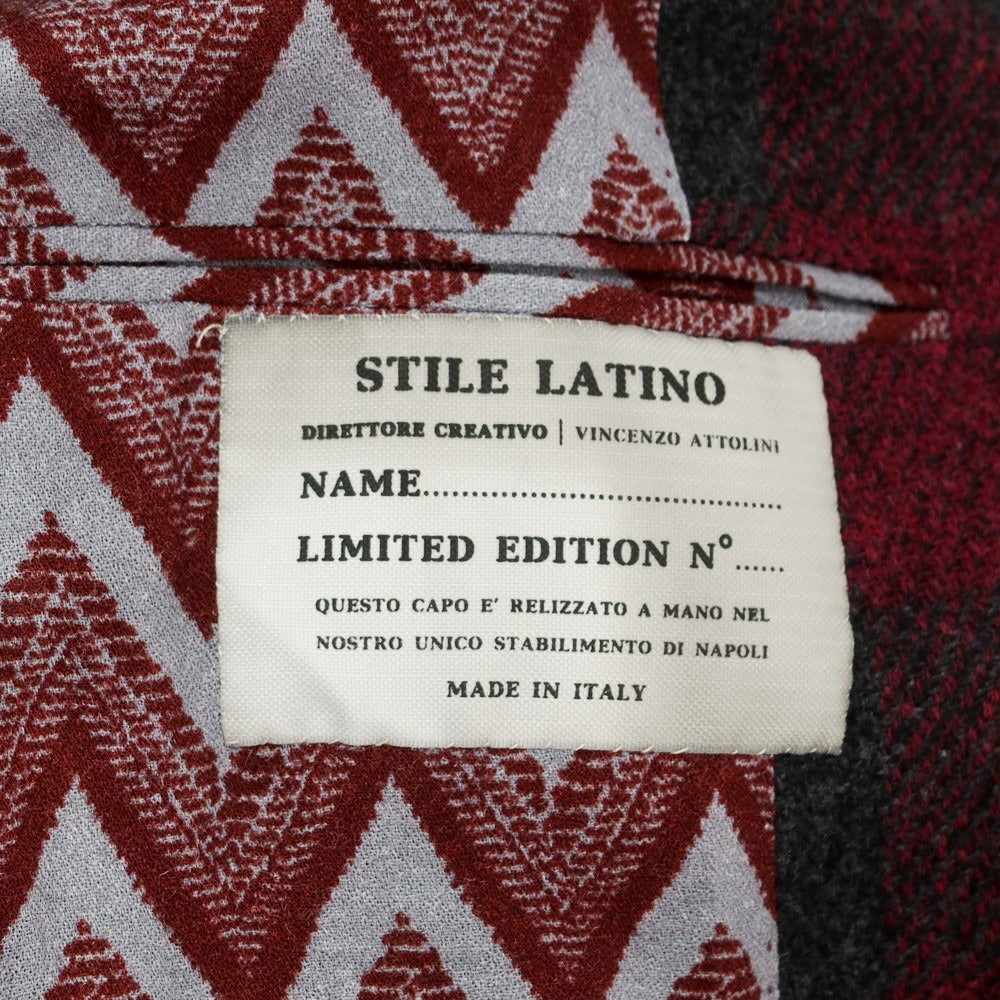 STILE LATINO
DIRETTORE CREATIVO | VINCENZO ATTOLINI
NAME........................................
LIMITED EDITION N°......
QUESTO CAPO E' RELIZZATO A MANO NEL
NOSTRO UNICO STABILIMENTO DI NAPOLI
MADE IN ITALY